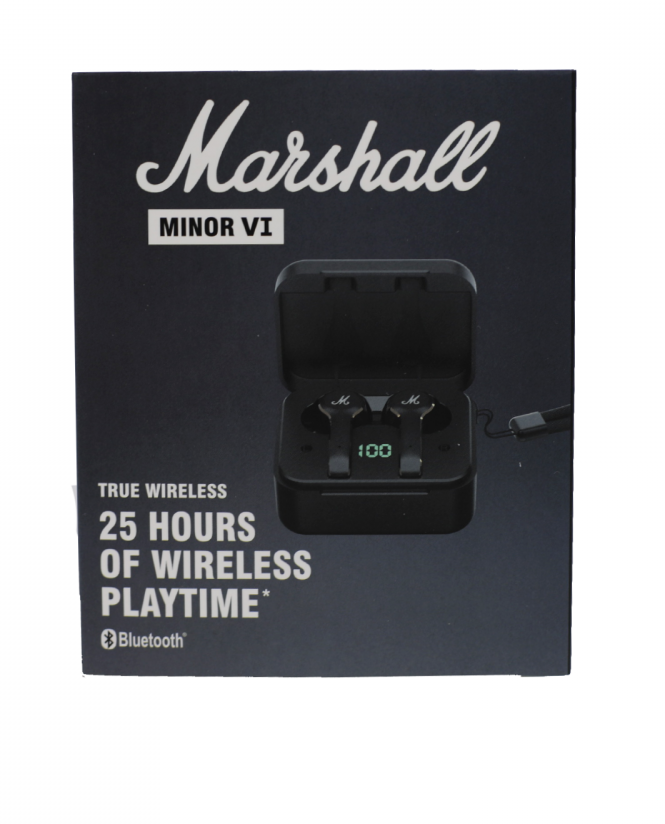 Marshall
MINOR VI
M M
100
TRUE WIRELESS
25 HOURS
OF WIRELESS
PLAYTIME*
Bluetooth®